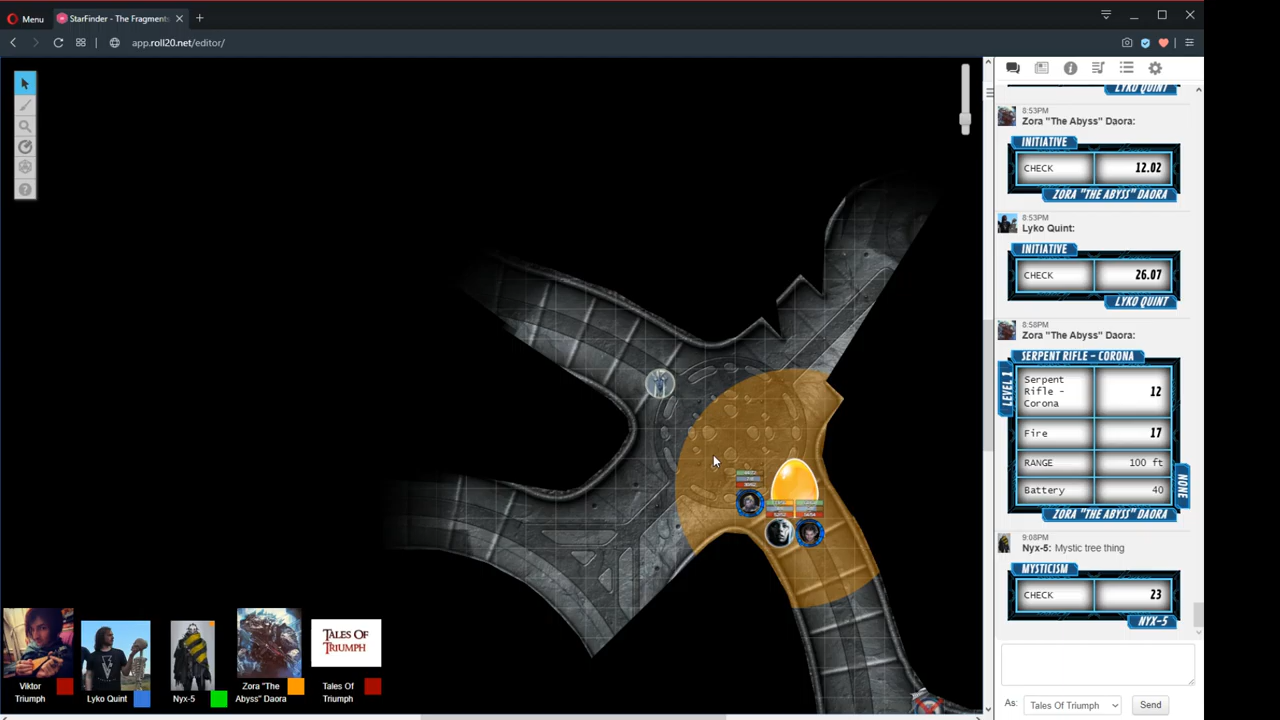 Menu
StarFinder - The Fragments
app.roll20.net/editor/
LYKO QUINT
8:53PM
Zora "The Abyss" Daora:
INITIATIVE
CHECK 12.02
ZORA "THE ABYSS" DAORA
8:53PM
Lyko Quint:
INITIATIVE
CHECK 26.07
LYKO QUINT
8:58PM
Zora "The Abyss" Daora:
SERPENT RIFLE - CORONA
LEVEL 1
Serpent
Rifle -
Corona
12
Fire 17
RANGE 100 ft
Battery 40
NONE
ZORA "THE ABYSS" DAORA
9:08PM
Nyx-5: Mystic tree thing
MYSTICISM
CHECK 23
NYX-5
As: Tales Of Triumph
Send
TALES OF
TRIUMPH
Viktor
Triumph
Lyko Quint
Nyx-5
Zora "The
Abyss" Daora
Tales Of
Triumph